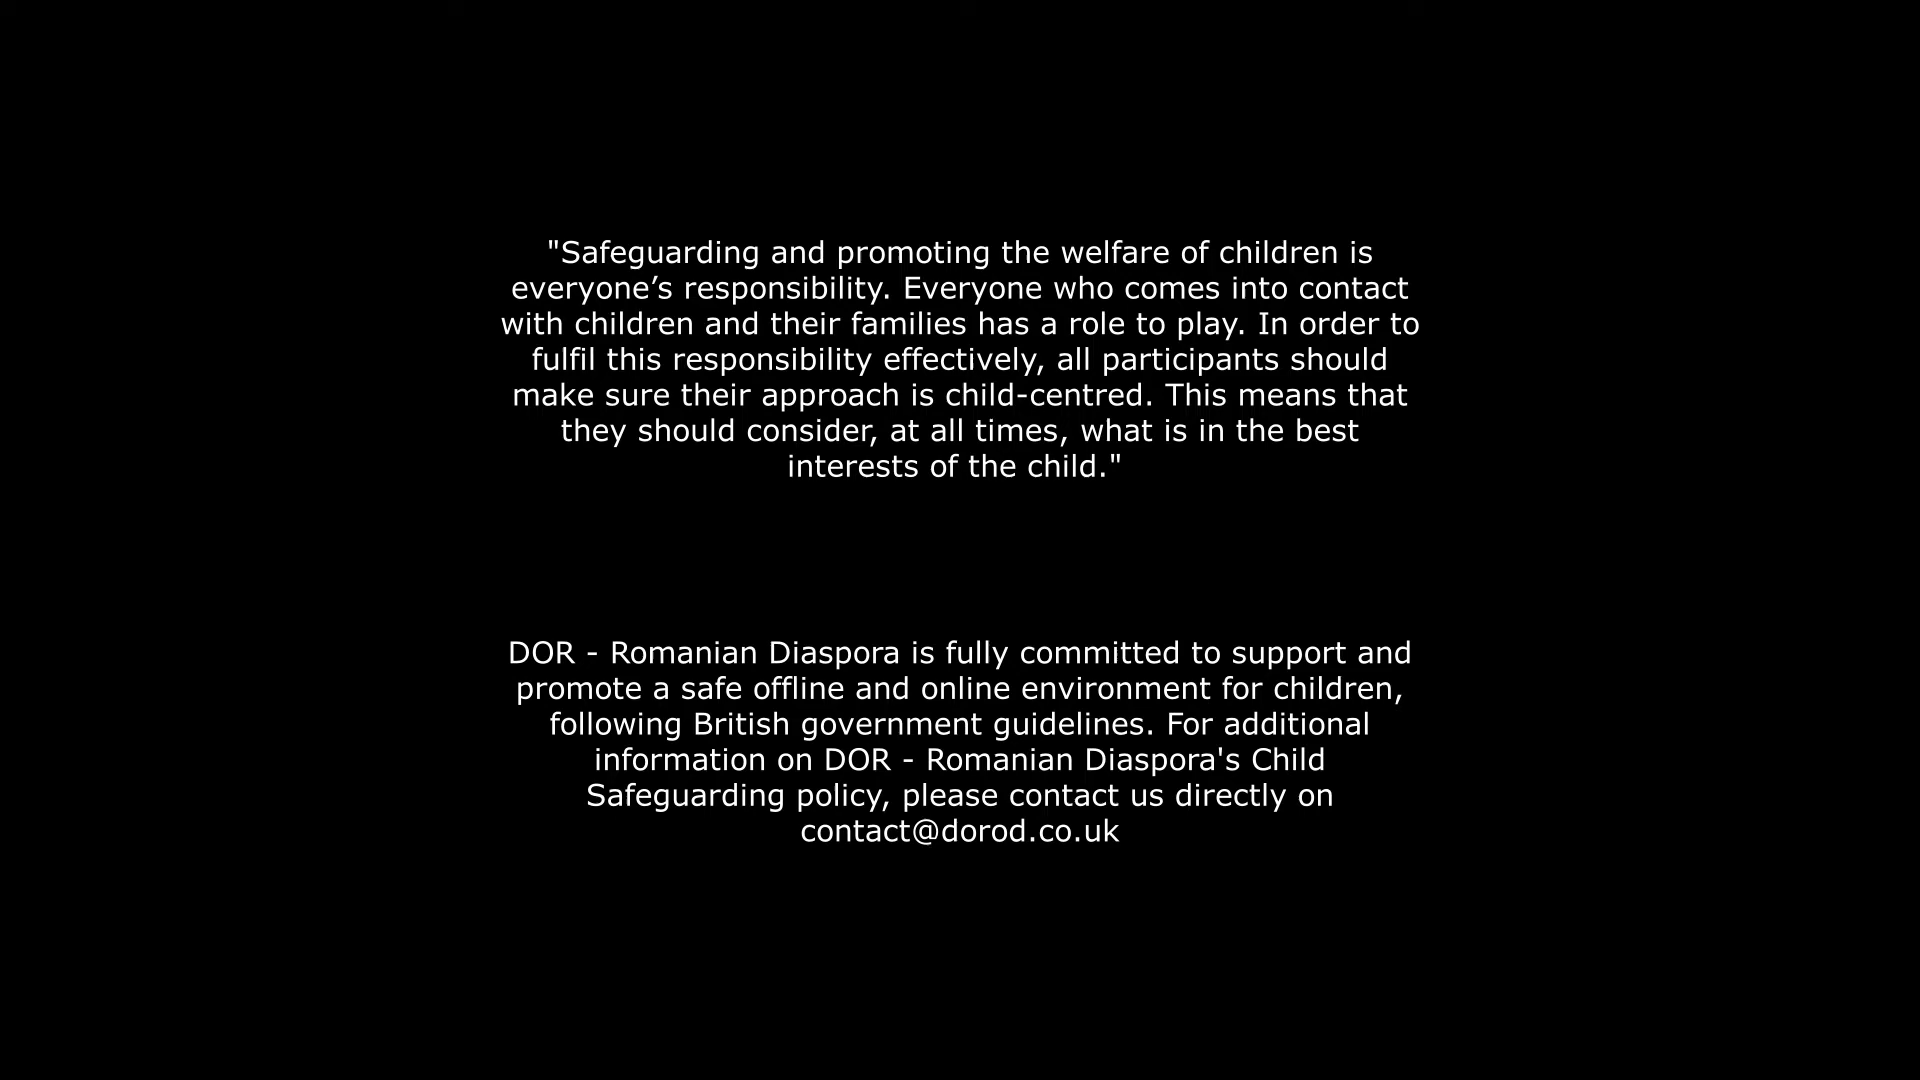 "Safeguarding and promoting the welfare of children is
everyone’s responsibility. Everyone who comes into contact
with children and their families has a role to play. In order to
fulfil this responsibility effectively, all participants should
make sure their approach is child-centred. This means that
they should consider, at all times, what is in the best
interests of the child."
DOR - Romanian Diaspora is fully committed to support and
promote a safe offline and online environment for children,
following British government guidelines. For additional
information on DOR - Romanian Diaspora's Child
Safeguarding policy, please contact us directly on
contact@dorod.co.uk